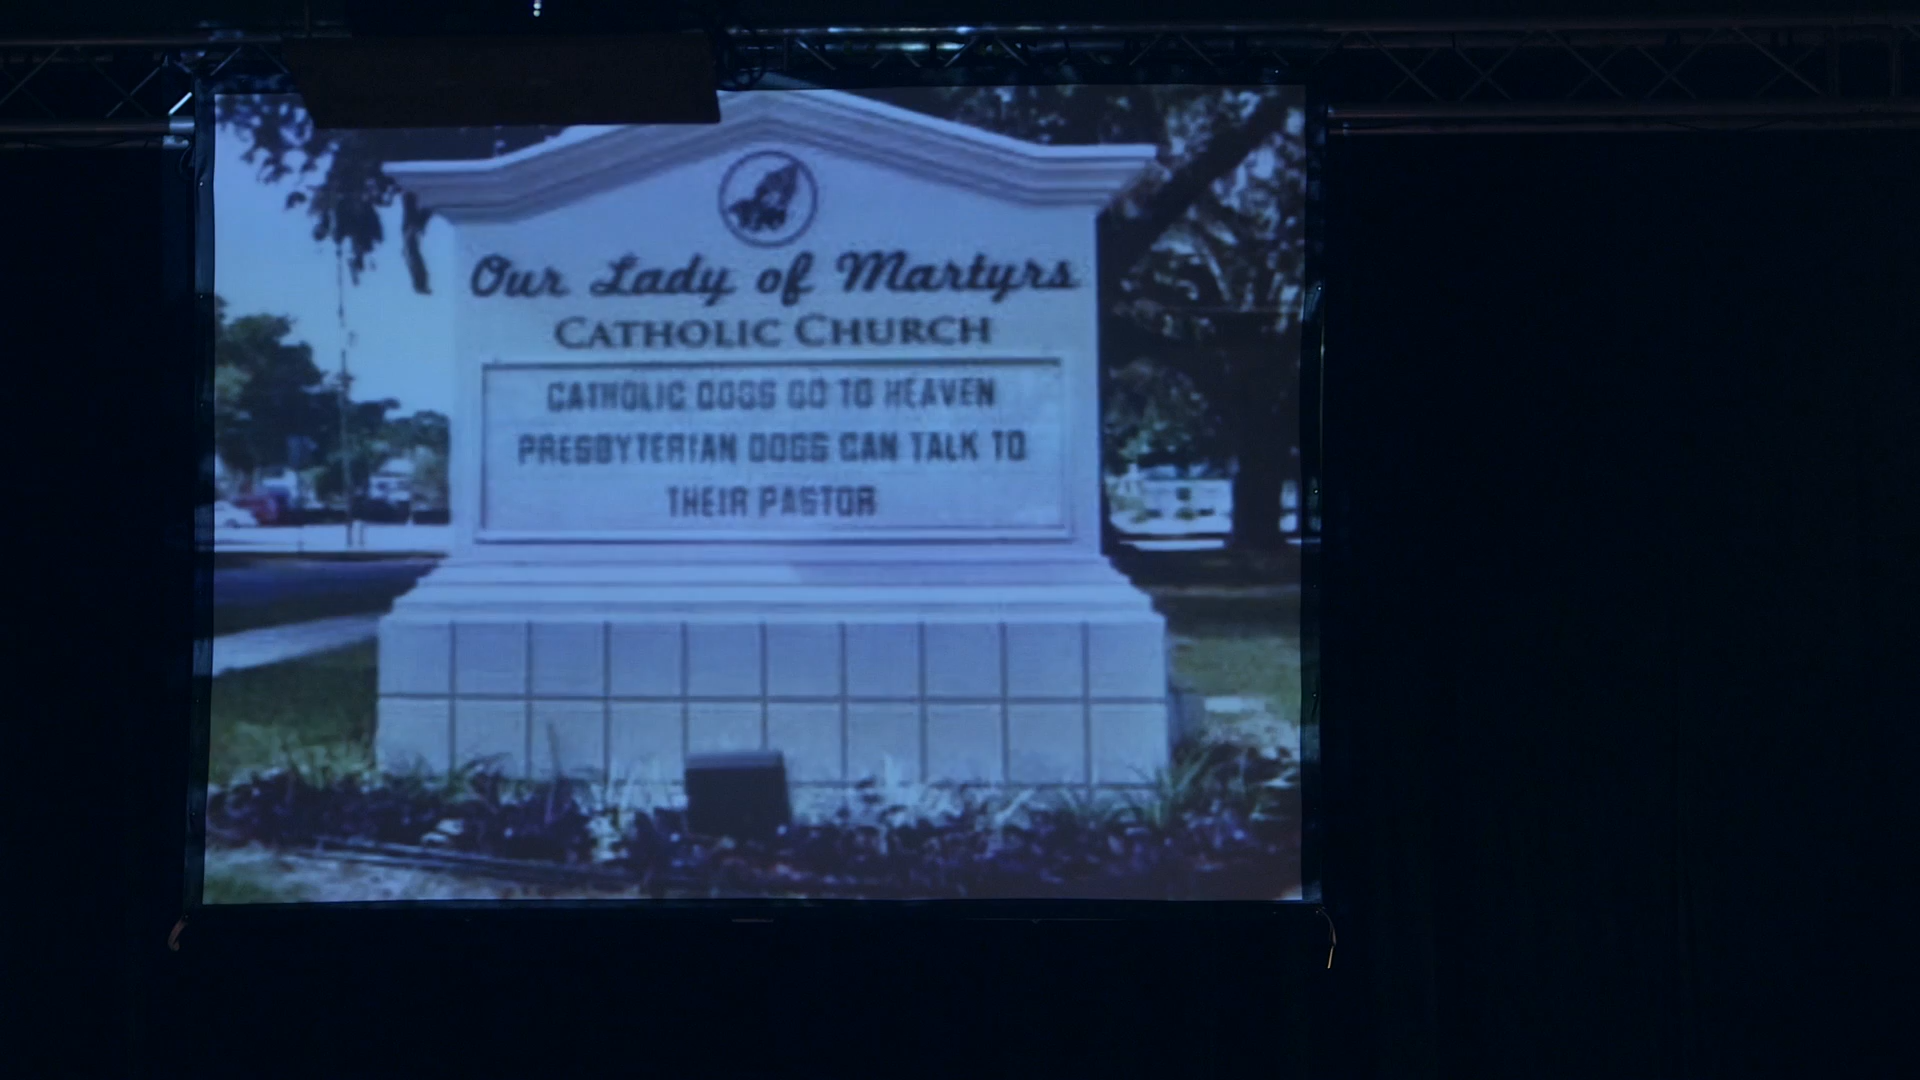 Our Lady of Martyrs
CATHOLIC CHURCH
CATHOLIC DOGS GO TO HEAVEN
PRESBYTERIAN DOGS CAN TALK TO
THEIR PASTOR